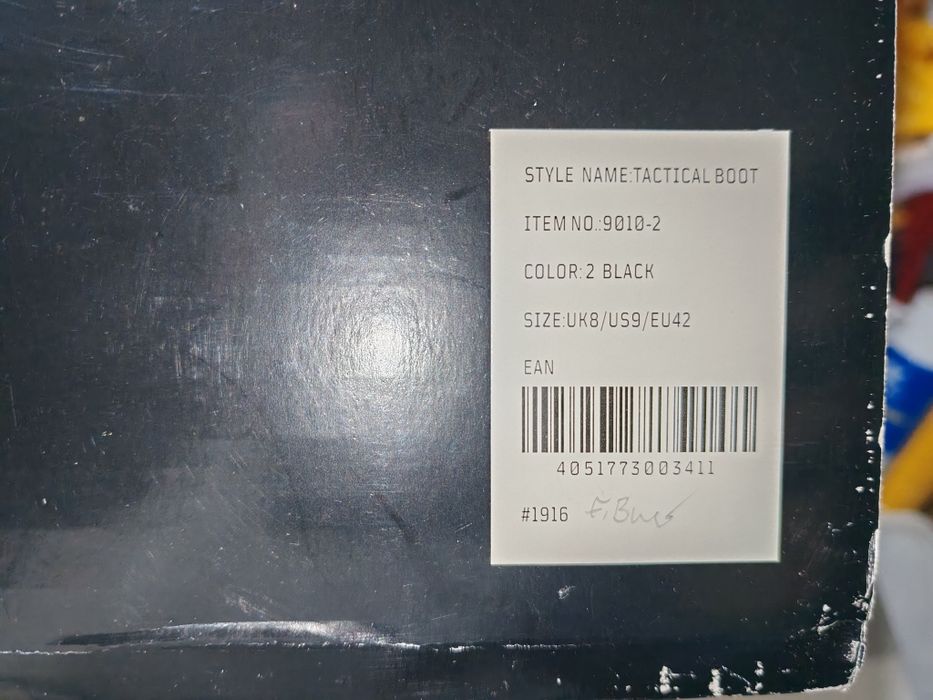 STYLE NAME:TACTICAL BOOT
ITEM NO.:9010-2
COLOR:2 BLACK
SIZE:UK8/US9/EU42
EAN
4051773003411
#1916